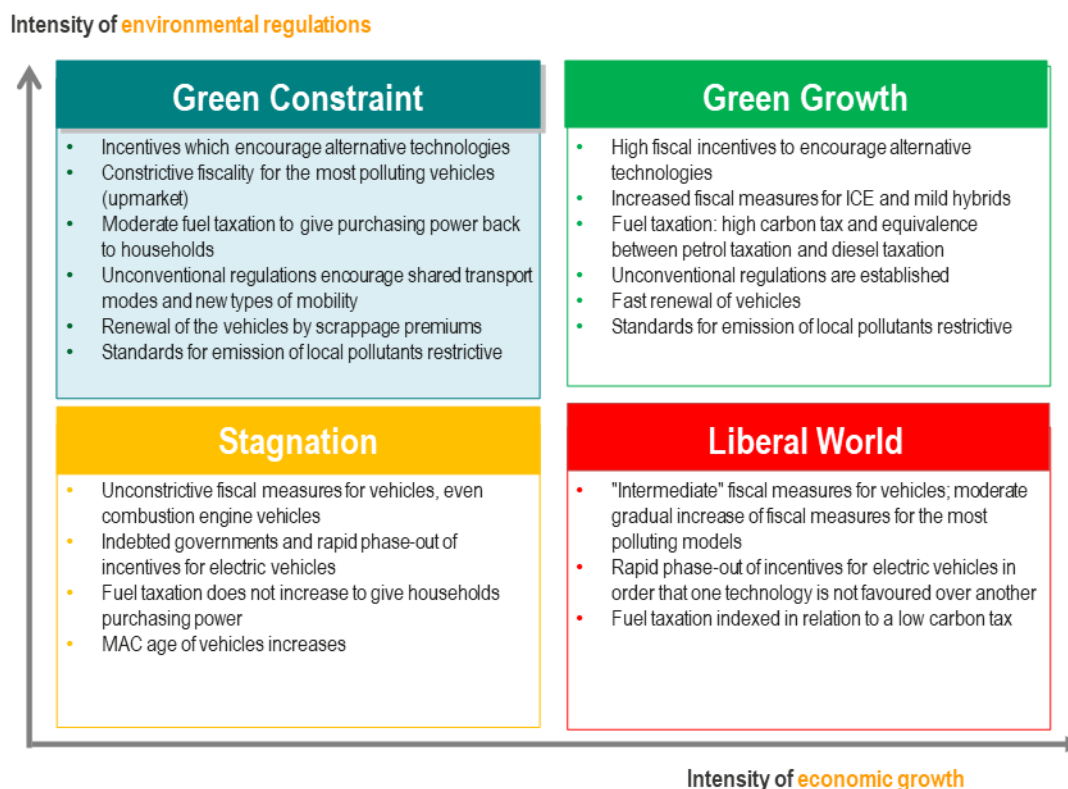 Intensity of environmental regulations
Green Constraint
• Incentives which encourage alternative technologies
• Constrictive fiscality for the most polluting vehicles
(upmarket)
• Moderate fuel taxation to give purchasing power back
to households
• Unconventional regulations encourage shared transport
modes and new types of mobility
• Renewal of the vehicles by scrappage premiums
• Standards for emission of local pollutants restrictive
Green Growth
• High fiscal incentives to encourage alternative
technologies
• Increased fiscal measures for ICE and mild hybrids
• Fuel taxation: high carbon tax and equivalence
between petrol taxation and diesel taxation
• Unconventional regulations are established
• Fast renewal of vehicles
• Standards for emission of local pollutants restrictive
Stagnation
• Unconstrictive fiscal measures for vehicles, even
combustion engine vehicles
• Indebted governments and rapid phase-out of
incentives for electric vehicles
• Fuel taxation does not increase to give households
purchasing power
• MAC age of vehicles increases
Liberal World
• "Intermediate" fiscal measures for vehicles; moderate
gradual increase of fiscal measures for the most
polluting models
• Rapid phase-out of incentives for electric vehicles in
order that one technology is not favoured over another
• Fuel taxation indexed in relation to a low carbon tax
Intensity of economic growth